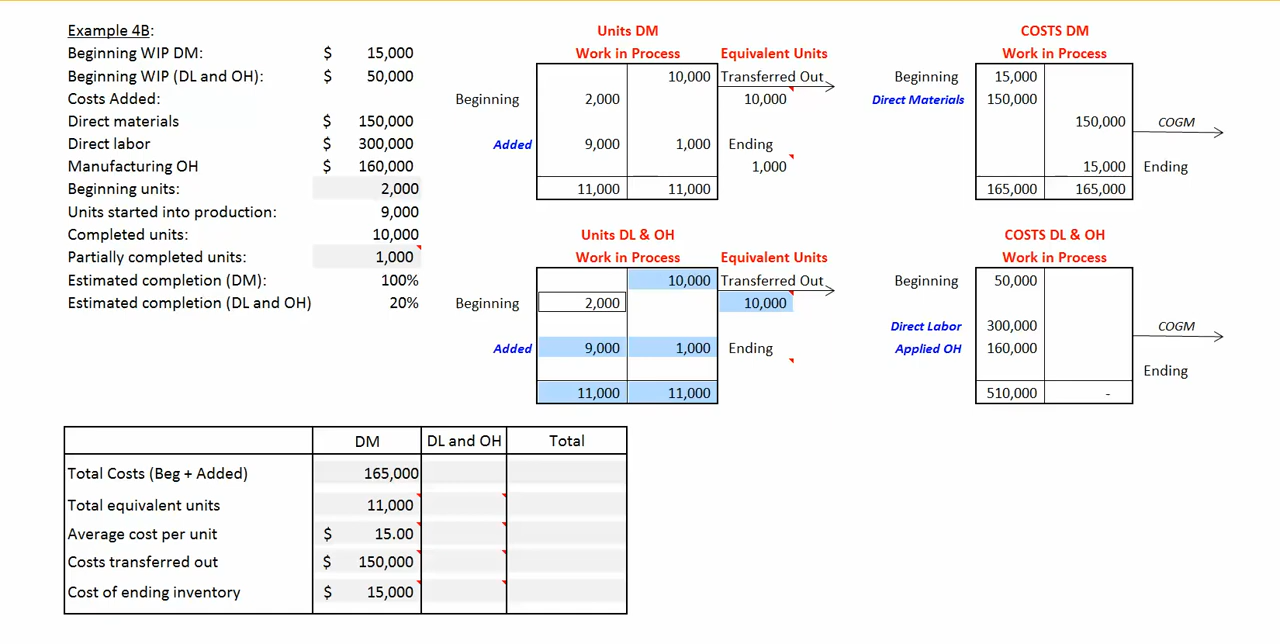 Example 4B:
Beginning WIP DM: $ 15,000
Beginning WIP (DL and OH): $ 50,000
Costs Added:
Direct materials $ 150,000
Direct labor $ 300,000
Manufacturing OH $ 160,000
Beginning units: 2,000
Units started into production: 9,000
Completed units: 10,000
Partially completed units: 1,000
Estimated completion (DM): 100%
Estimated completion (DL and OH) 20%
Units DM
Work in Process Equivalent Units
10,000 Transferred Out
Beginning 2,000 10,000
Added 9,000 1,000 Ending
1,000
11,000 11,000
COSTS DM
Work in Process
Beginning 15,000
Direct Materials 150,000
150,000 COGM
15,000 Ending
165,000 165,000
Units DL & OH
Work in Process Equivalent Units
10,000 Transferred Out
Beginning 2,000 10,000
Added 9,000 1,000 Ending
11,000 11,000
COSTS DL & OH
Work in Process
Beginning 50,000
Direct Labor 300,000 COGM
Applied OH 160,000
Ending
510,000 -
DM DL and OH Total
Total Costs (Beg + Added) 165,000
Total equivalent units 11,000
Average cost per unit $ 15.00
Costs transferred out $ 150,000
Cost of ending inventory $ 15,000